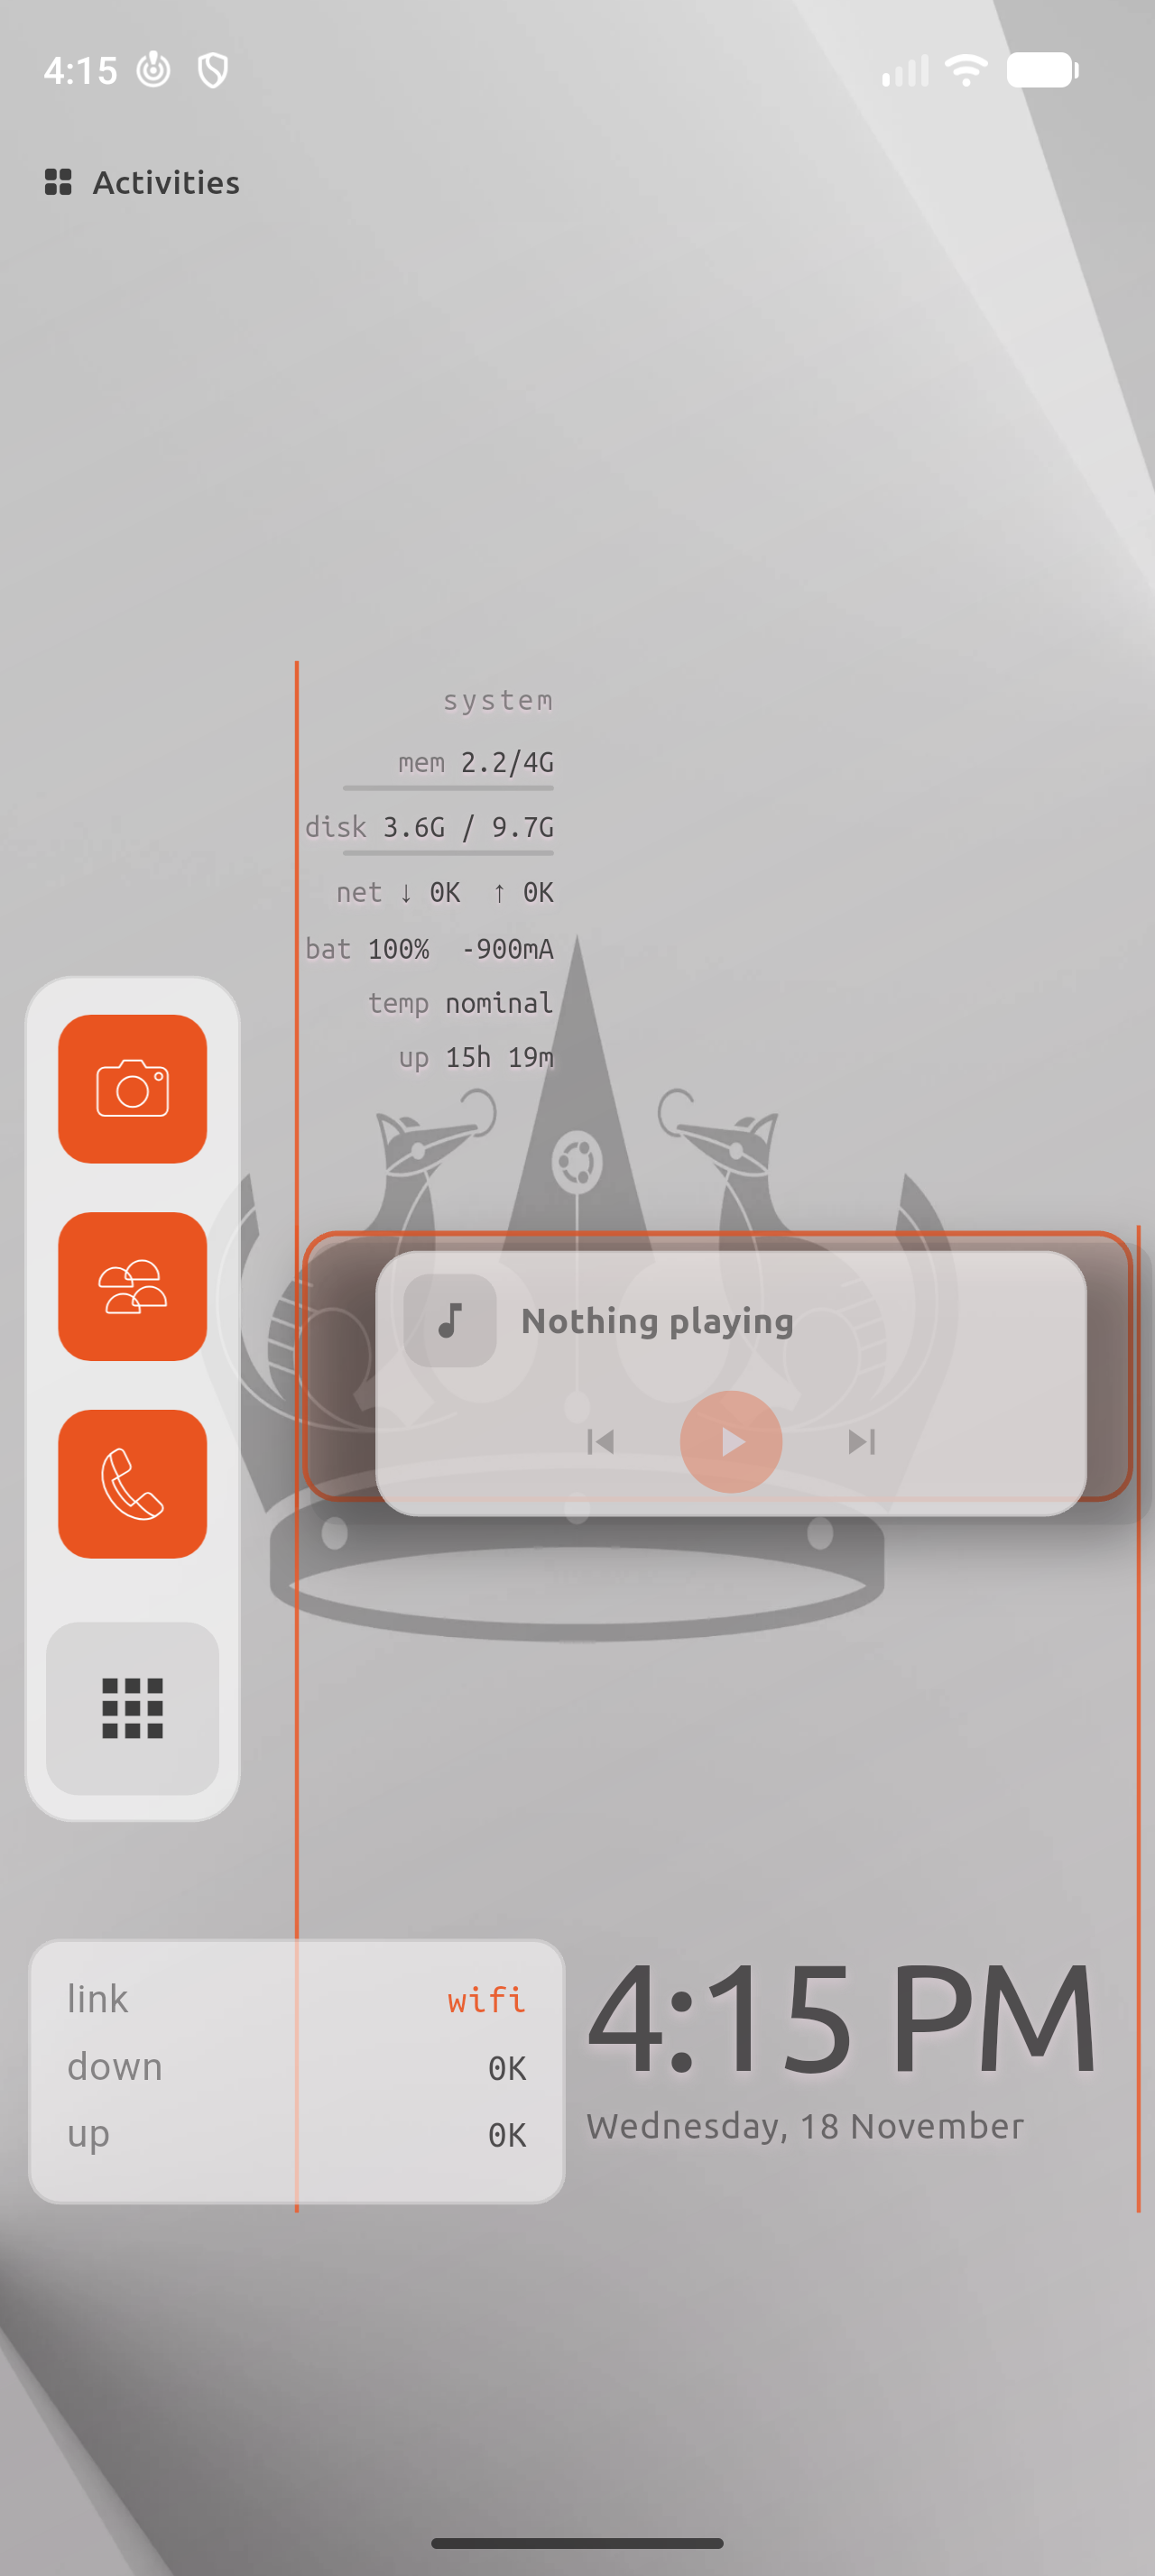 4:15
Activities
system
mem 2.2/4G
disk 3.6G / 9.7G
net ↓ 0K ↑ 0K
bat 100% -900mA
temp nominal
up 15h 19m
Nothing playing
link wifi
down 0K
up 0K
4:15 PM
Wednesday, 18 November